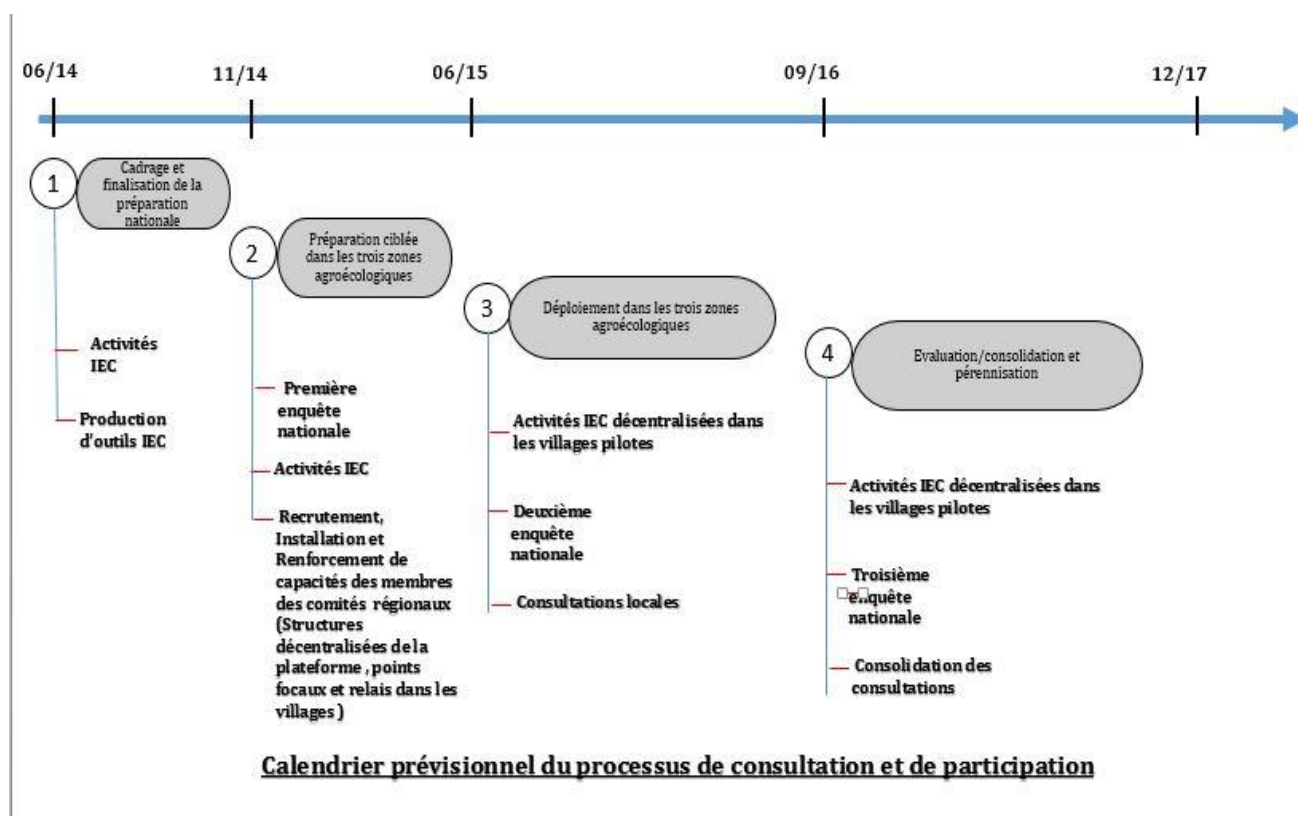 06/14
11/14
06/15
09/16
12/17
1
Cadrage et
finalisation de la
préparation
nationale
Activités
IEC
Production
d'outils IEC
2
Préparation ciblée
dans les trois zones
agroécologiques
Première
enquête
nationale
Activités IEC
Recrutement,
Installation et
Renforcement de
capacités des membres
des comités régionaux
(Structures
décentralisées de la
plateforme , points
focaux et relais dans les
villages )
3
Déploiement dans les trois zones
agroécologiques
Activités IEC décentralisées dans
les villages pilotes
Deuxième
enquête
nationale
Consultations locales
4
Evaluation/consolidation et
pérennisation
Activités IEC décentralisées dans
les villages pilotes
Troisième
enquête
nationale
Consolidation des
consultations
Calendrier prévisionnel du processus de consultation et de participation